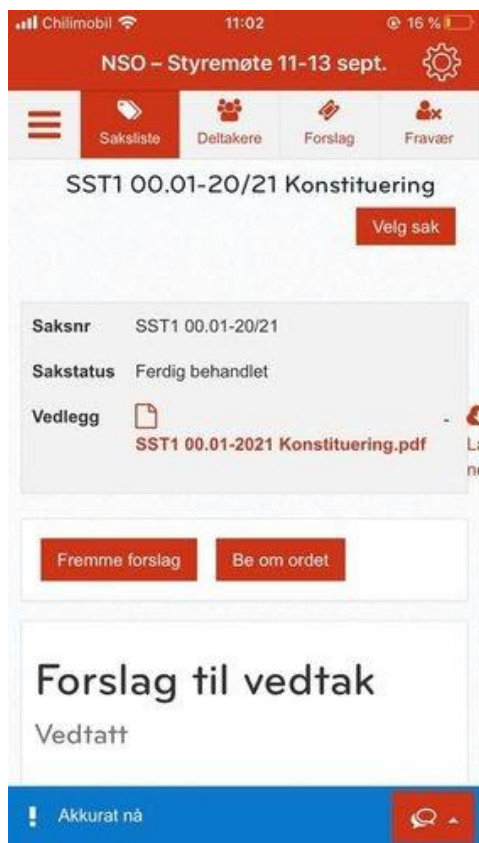 Chilimobil 11:02 16 %
NSO – Styremøte 11-13 sept.
Saksliste Deltakere Forslag Fravær
SST1 00.01-20/21 Konstituering
Velg sak
Saksnr SST1 00.01-20/21
Sakstatus Ferdig behandlet
Vedlegg -
SST1 00.01-2021 Konstituering.pdf
Fremme forslag Be om ordet
Forslag til vedtak
Vedtatt
! Akkurat nå